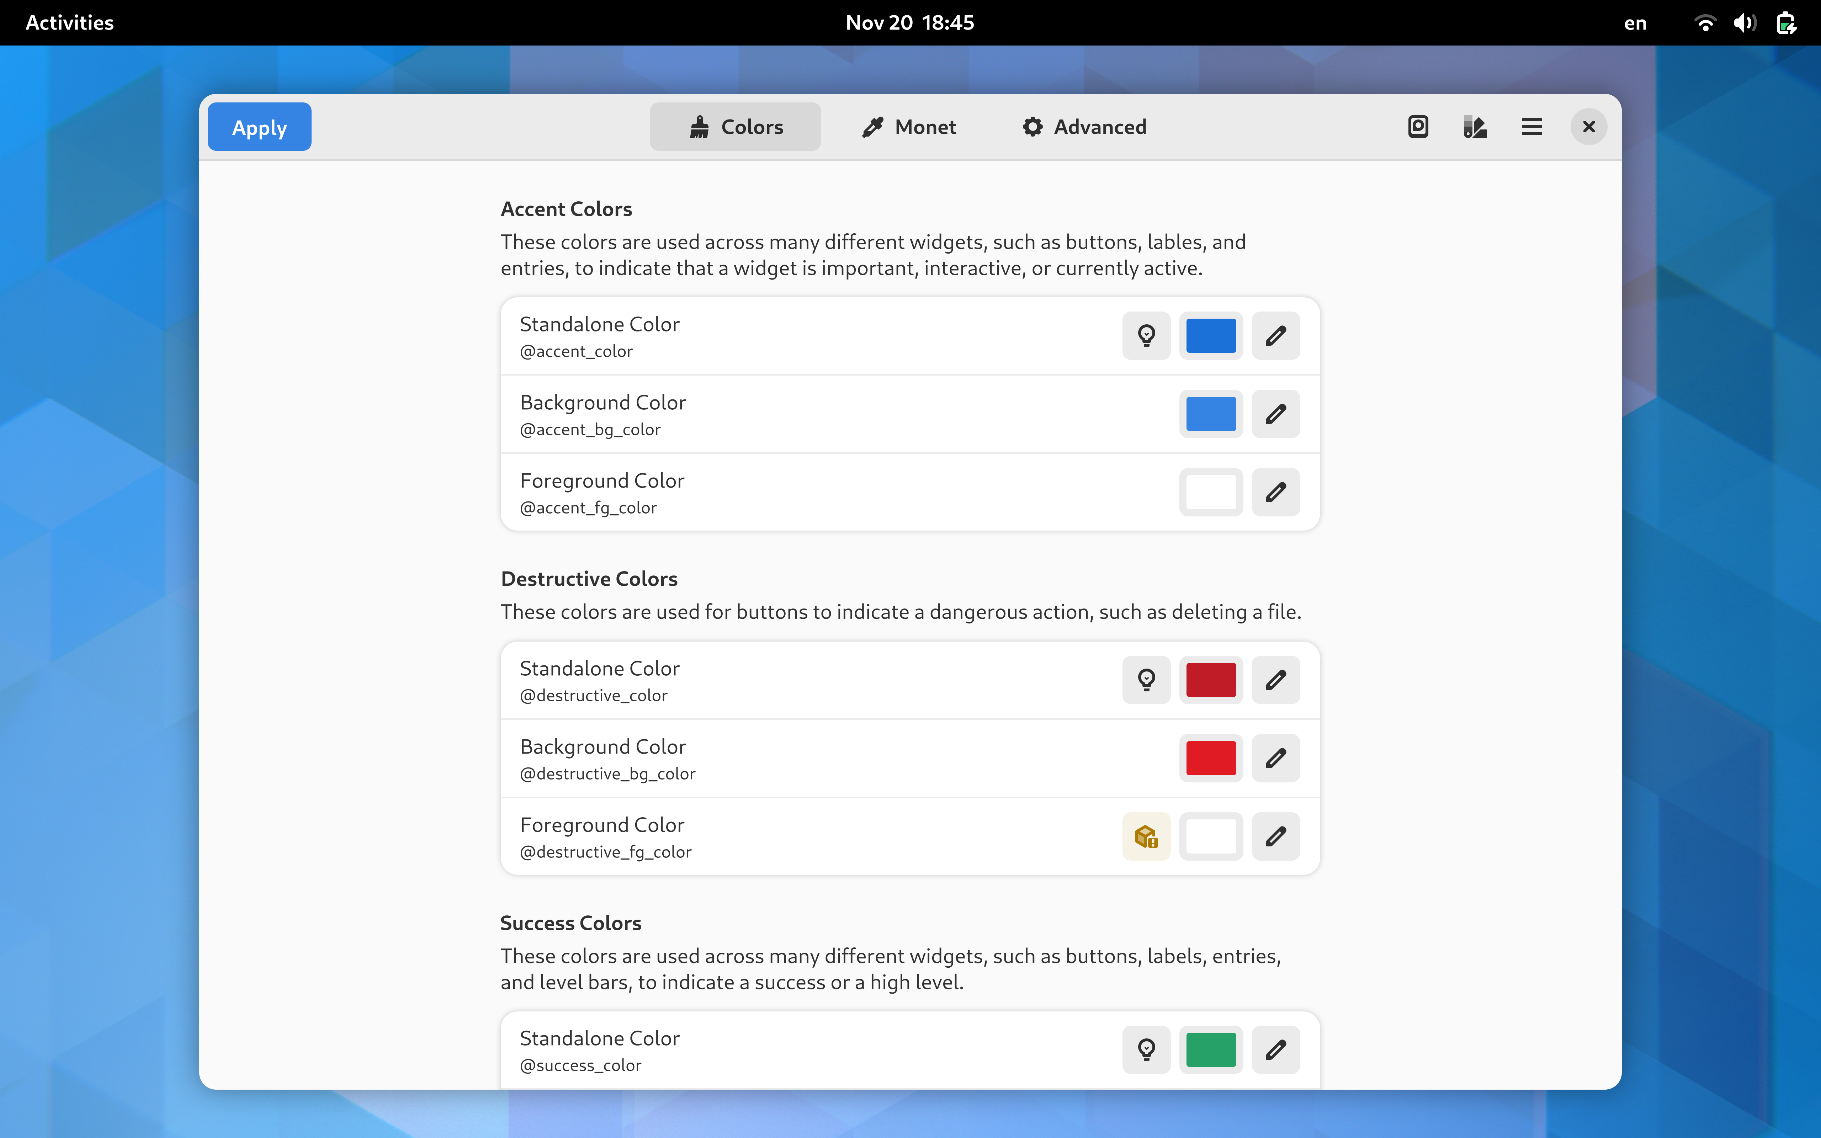 Activities
Nov 20 18:45
en
Apply
Colors
Monet
Advanced
Accent Colors
These colors are used across many different widgets, such as buttons, lables, and
entries, to indicate that a widget is important, interactive, or currently active.
Standalone Color
@accent_color
Background Color
@accent_bg_color
Foreground Color
@accent_fg_color
Destructive Colors
These colors are used for buttons to indicate a dangerous action, such as deleting a file.
Standalone Color
@destructive_color
Background Color
@destructive_bg_color
Foreground Color
@destructive_fg_color
Success Colors
These colors are used across many different widgets, such as buttons, labels, entries,
and level bars, to indicate a success or a high level.
Standalone Color
@success_color